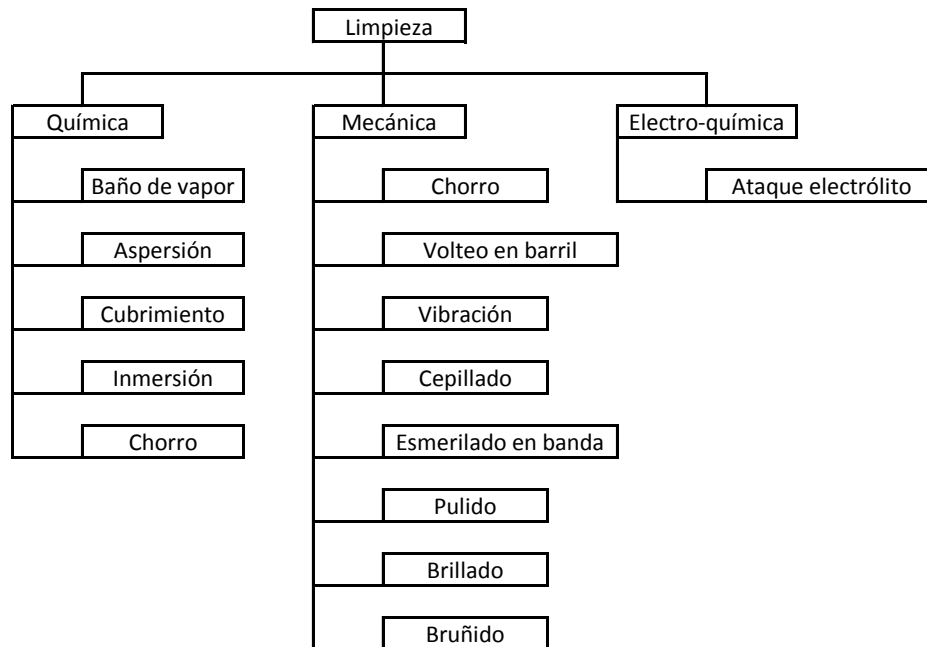 Limpieza
Química
Mecánica
Electro-química
Baño de vapor
Chorro
Ataque electrólito
Aspersión
Volteo en barril
Cubrimiento
Vibración
Inmersión
Cepillado
Chorro
Esmerilado en banda
Pulido
Brillado
Bruñido